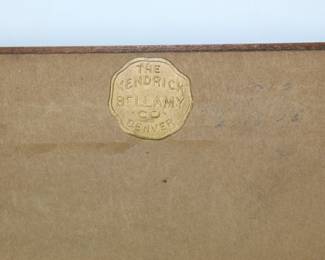 THE
KENDRICK
BELLAMY
CO
DENVER